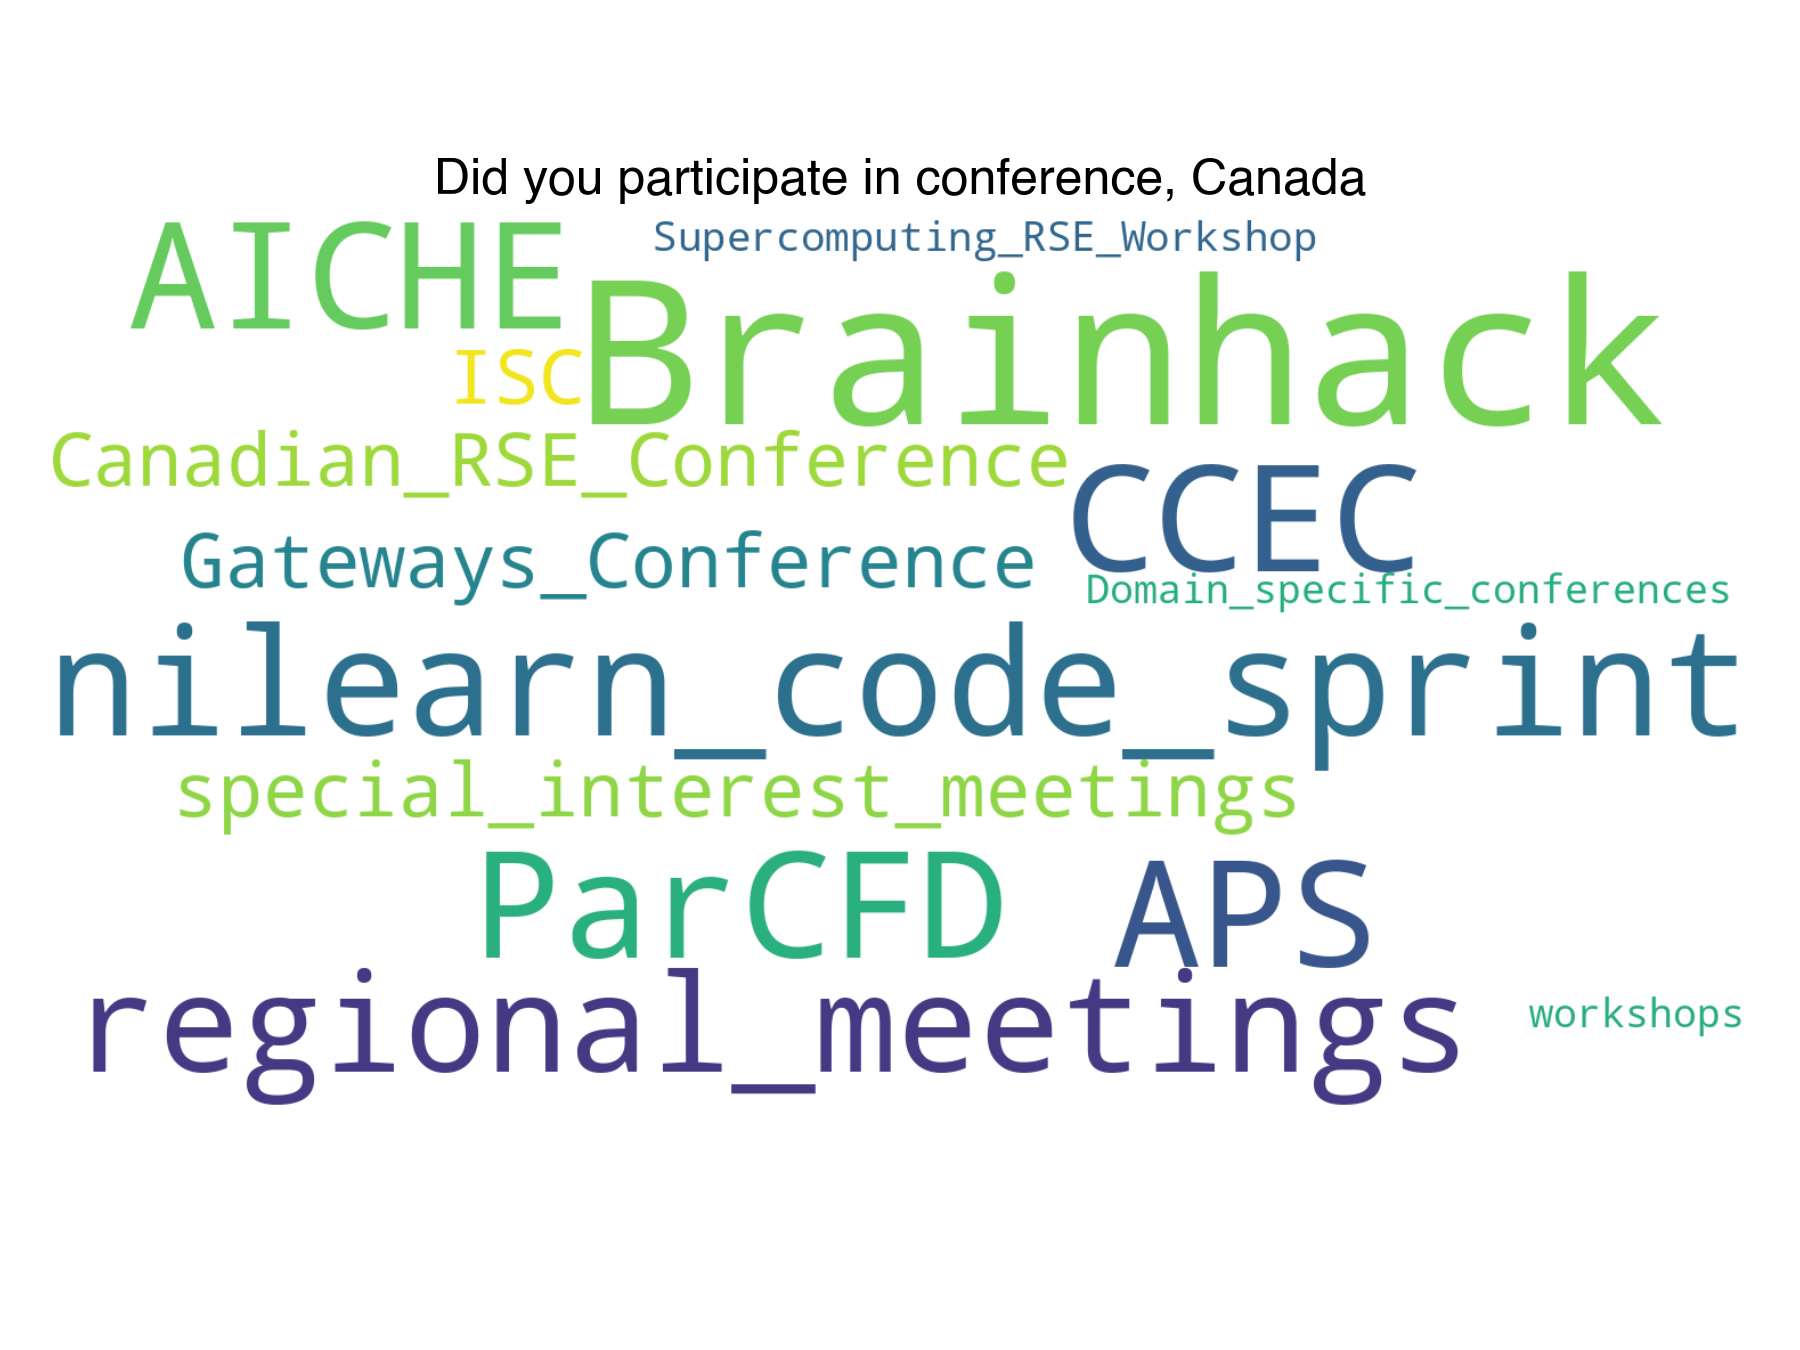 Did you participate in conference, Canada
AICHE
Supercomputing_RSE_Workshop
Brainhack
ISC
Canadian_RSE_Conference
CCEC
Gateways_Conference
Domain_specific_conferences
nilearn_code_sprint
special_interest_meetings
ParCFD
APS
regional_meetings
workshops